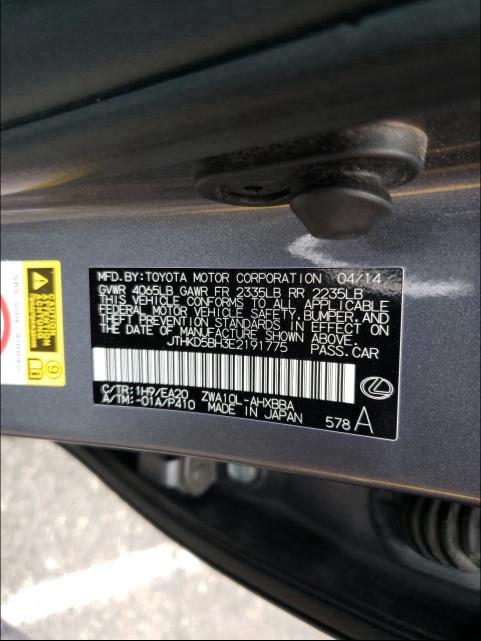 MFD.BY:TOYOTA MOTOR CORPORATION 04/14
GVWR 4065LB GAWR FR 2335LB RR 2235LB
THIS VEHICLE CONFORMS TO ALL APPLICABLE
FEDERAL MOTOR VEHICLE SAFETY, BUMPER, AND
THEFT PREVENTION STANDARDS IN EFFECT ON
THE DATE OF MANUFACTURE SHOWN ABOVE.
JTHKD5BH3E2191775 PASS.CAR
C/TR:1H9/EA20 ZWA10L-AHXBBA
A/TM:-01A/P410 MADE IN JAPAN 578 A